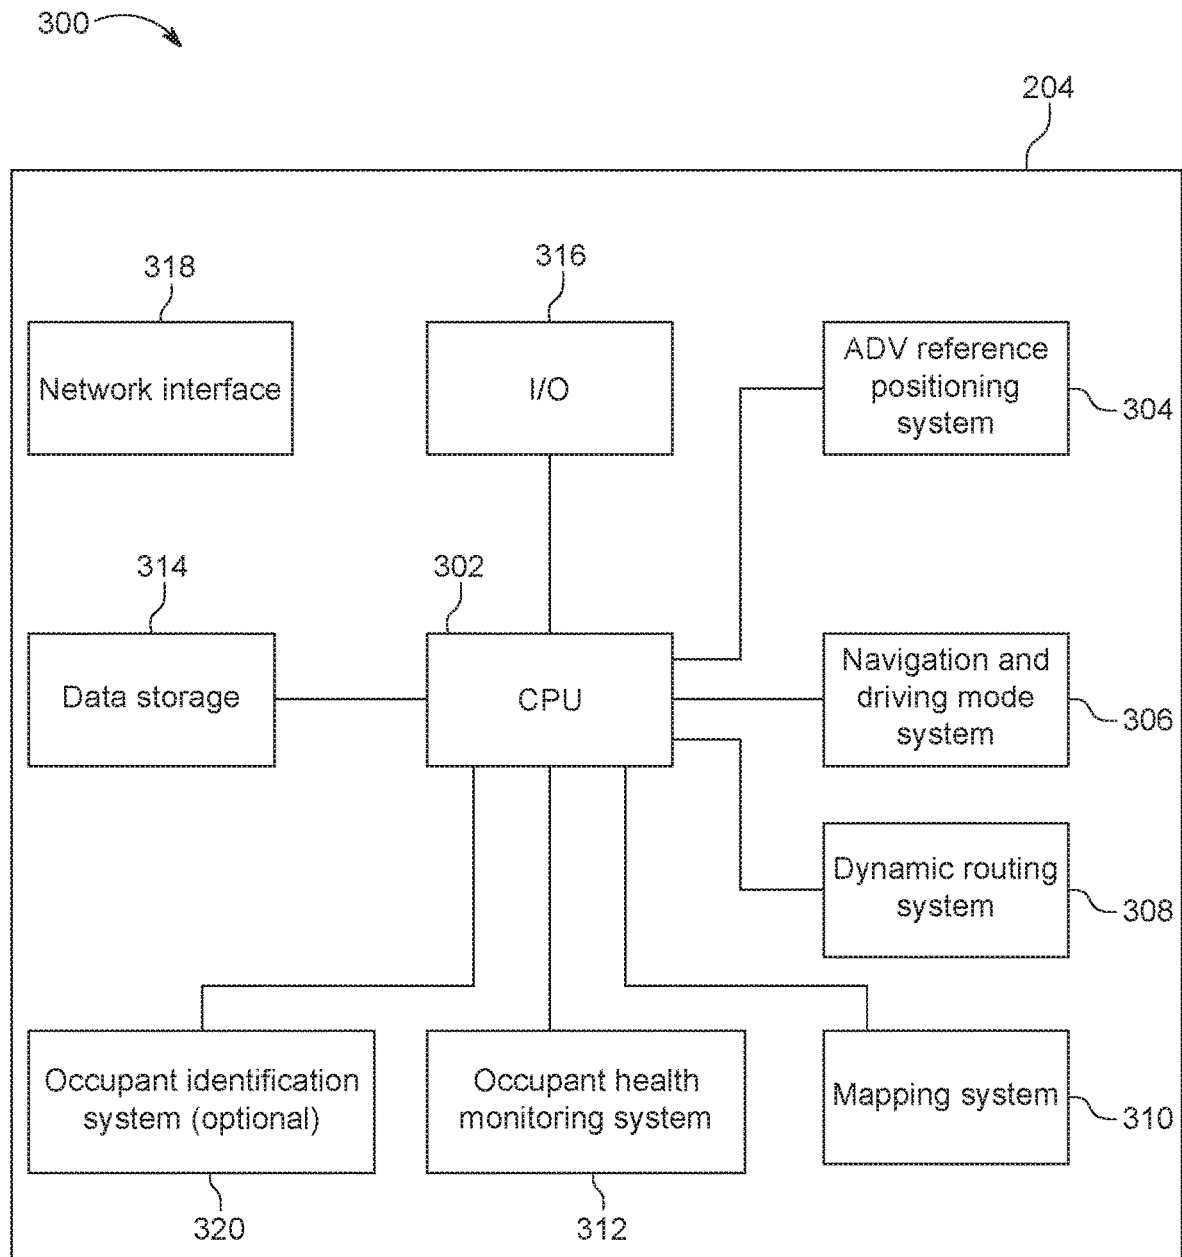 300
204
318
316
Network interface
I/O
ADV reference
positioning
system
304
314
302
Data storage
CPU
Navigation and
driving mode
system
306
Dynamic routing
system
308
Occupant identification
system (optional)
Occupant health
monitoring system
Mapping system
310
320
312